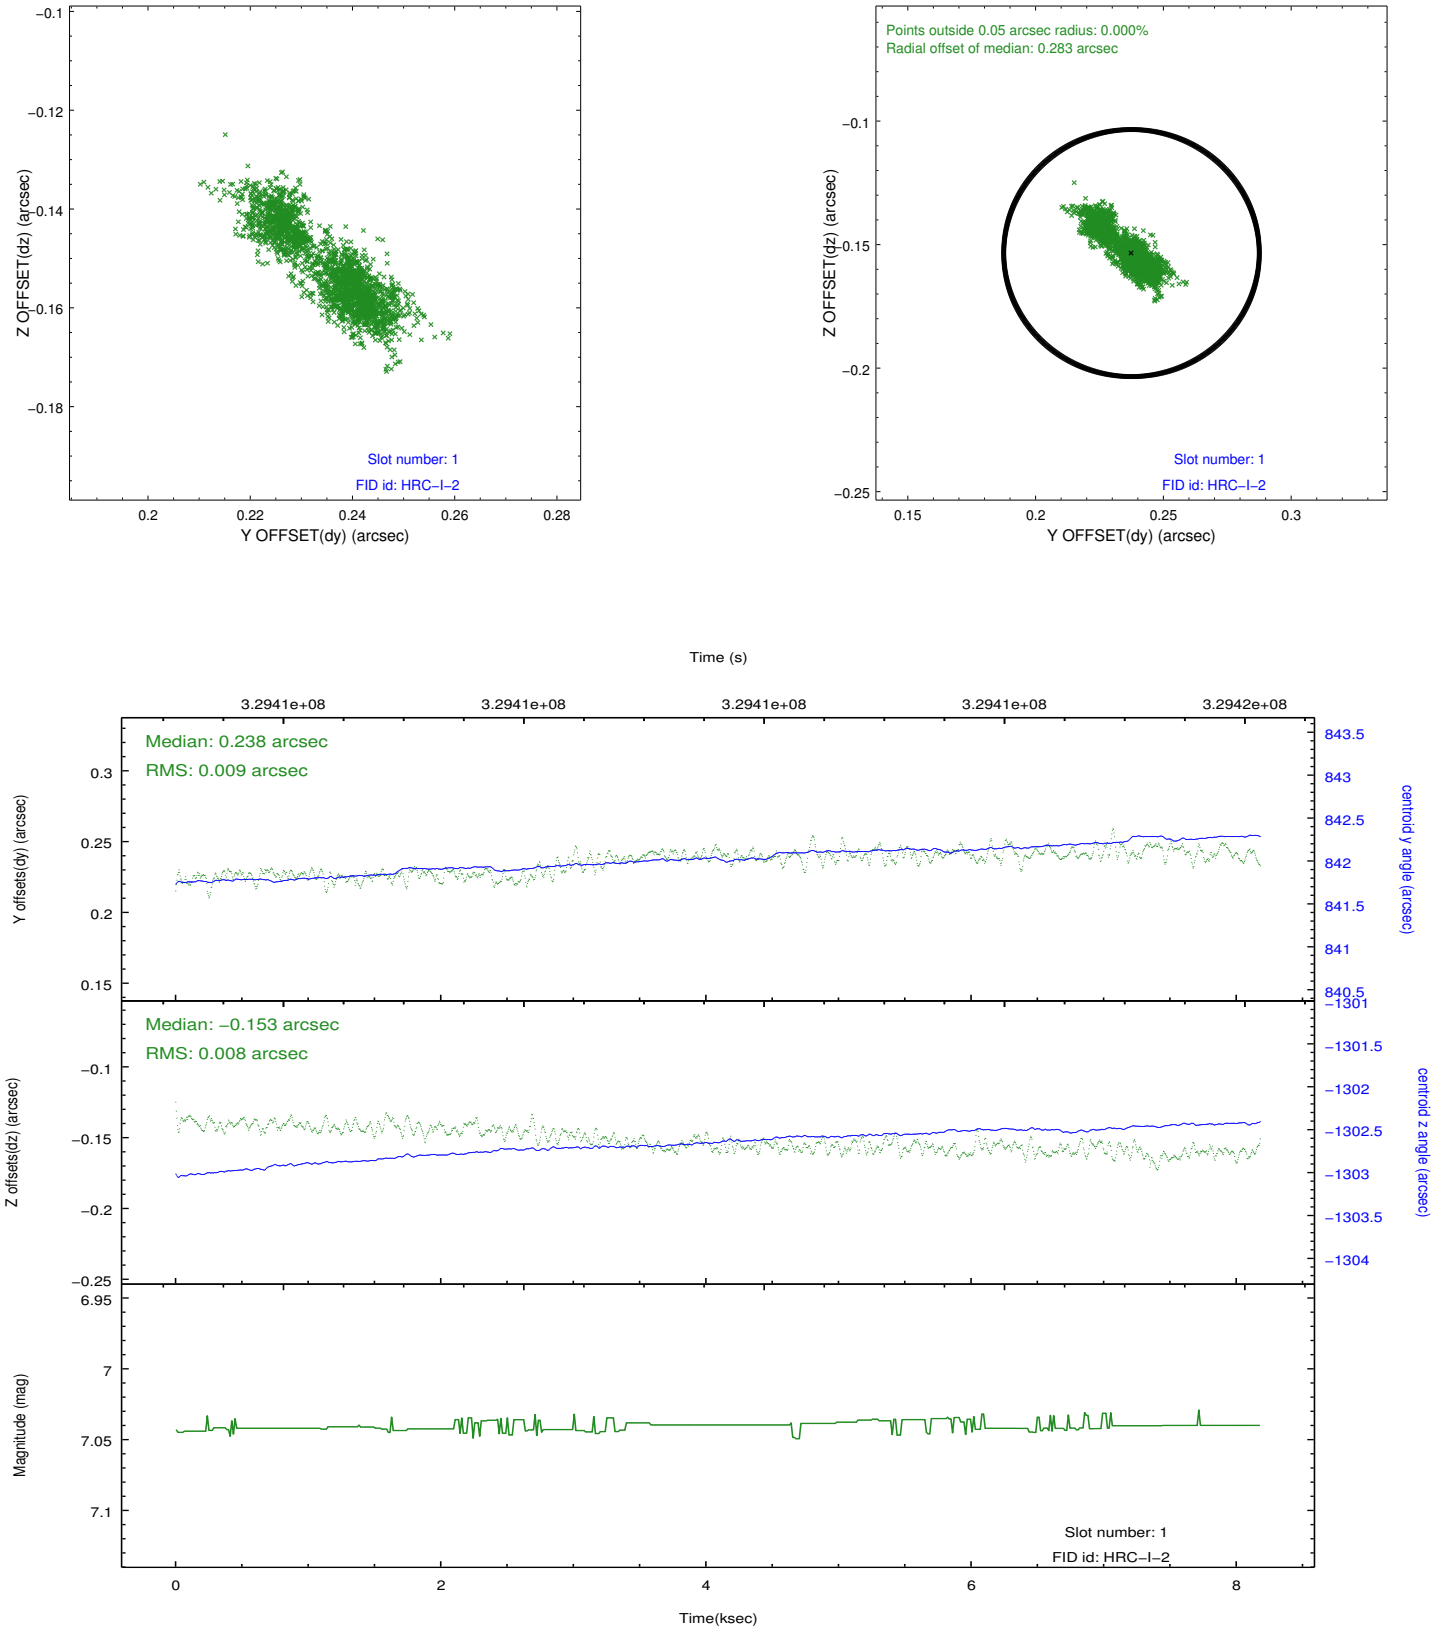 −0.1
−0.12
−0.14
−0.16
−0.18
Z OFFSET(dz) (arcsec)
Slot number: 1
FID id: HRC−I−2
0.2 0.22 0.24 0.26 0.28
Y OFFSET(dy) (arcsec)
Points outside 0.05 arcsec radius: 0.000%
Radial offset of median: 0.283 arcsec
−0.1
−0.15
−0.2
−0.25
Z OFFSET(dz) (arcsec)
Slot number: 1
FID id: HRC−I−2
0.15 0.2 0.25 0.3
Y OFFSET(dy) (arcsec)
Time (s)
3.2941e+08 3.2941e+08 3.2941e+08 3.2941e+08 3.2942e+08
Median: 0.238 arcsec
RMS: 0.009 arcsec
0.3
0.25
0.2
0.15
Y offsets(dy) (arcsec)
843.5
843
842.5
842
841.5
841
840.5
centroid y angle (arcsec)
Median: −0.153 arcsec
RMS: 0.008 arcsec
−0.1
−0.15
−0.2
−0.25
Z offsets(dz) (arcsec)
−1301
−1301.5
−1302
−1302.5
−1303
−1303.5
−1304
centroid z angle (arcsec)
6.95
7
7.05
7.1
Magnitude (mag)
Slot number: 1
FID id: HRC−I−2
0 2 4 6 8
Time(ksec)